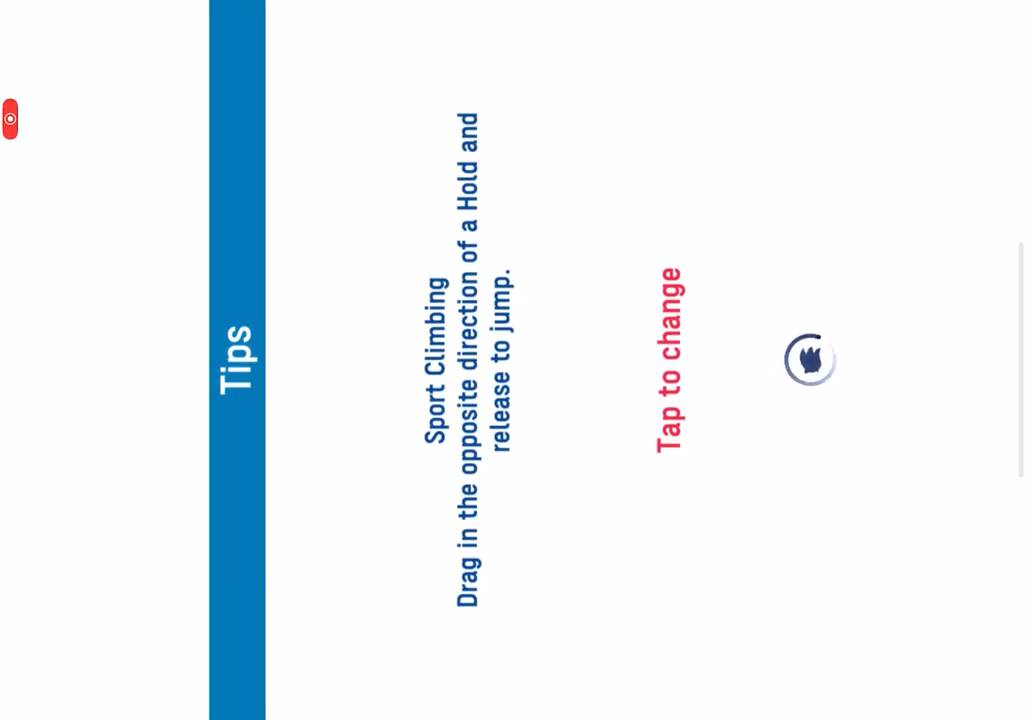 Tips
Sport Climbing
Drag in the opposite direction of a Hold and
release to jump.
Tap to change